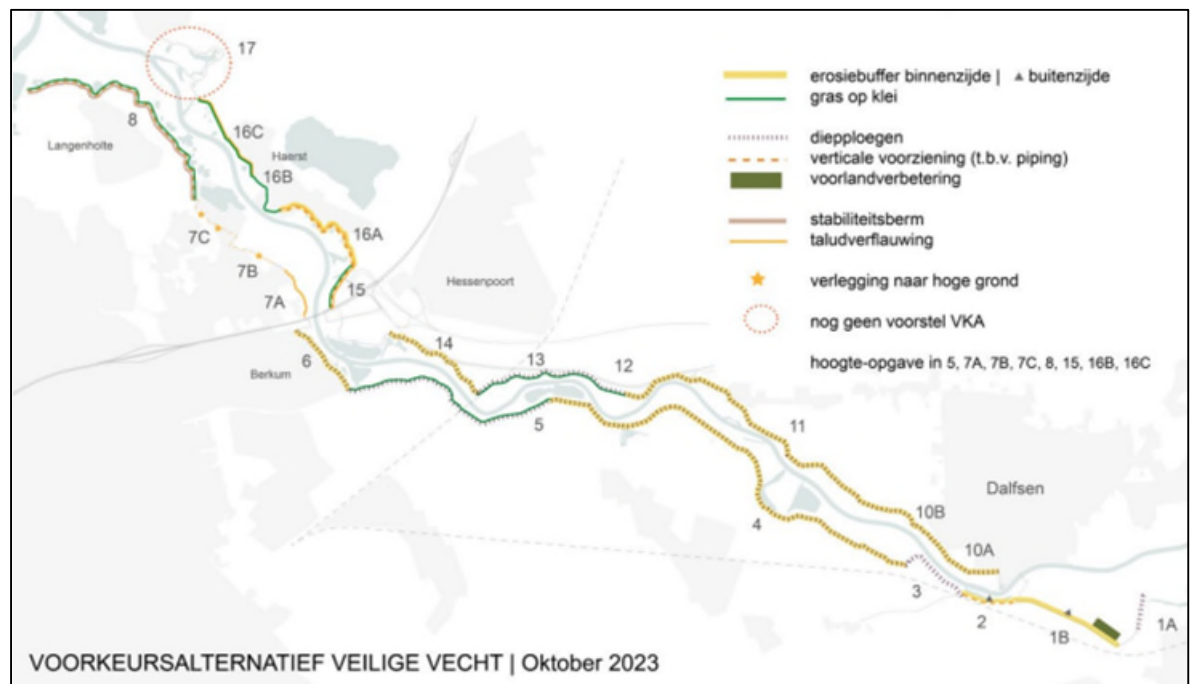 17
erosiebuffer binnenzijde | ▲ buitenzijde
gras op klei
diepploegen
verticale voorziening (t.b.v. piping)
voorlandverbetering
stabiliteitsberm
taludverflauwing
verlegging naar hoge grond
nog geen voorstel VKA
hoogte-opgave in 5, 7A, 7B, 7C, 8, 15, 16B, 16C
8
Langenholte
16C
Haerst
16B
7C
16A
7B
7A
15
Hessenpoort
6
Berkum
14
13
12
5
11
4
Dalfsen
10B
10A
3
2
1B
1A
VOORKEURSALTERNATIEF VEILIGE VECHT | Oktober 2023